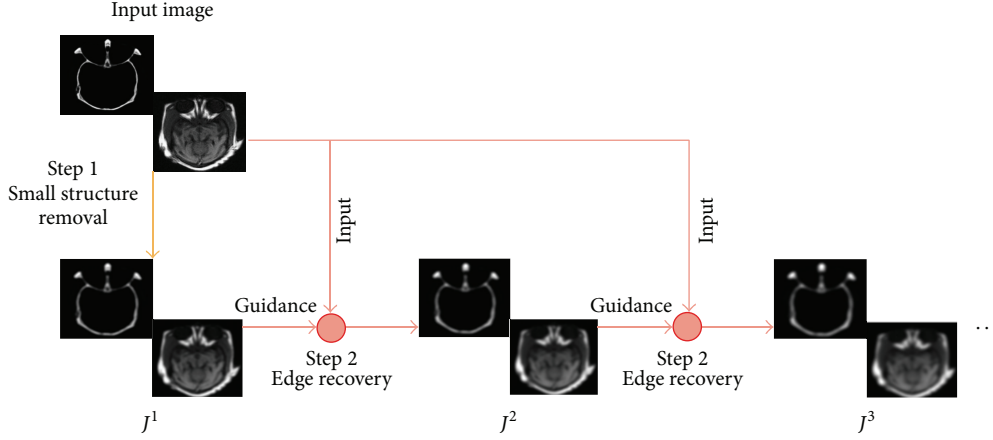 Input image
Step 1
Small structure
removal
Input
Input
Guidance
Guidance
Step 2
Edge recovery
Step 2
Edge recovery
. .
J¹
J²
J³